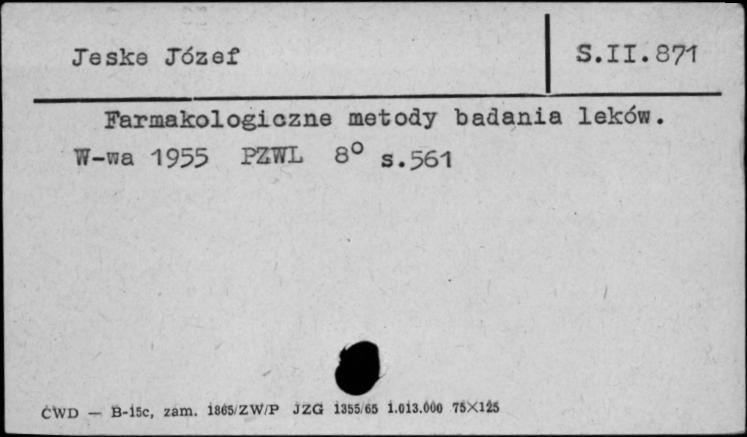 Jeske Józef
S.II.871
Farmakologiczne metody badania leków.
W-wa 1955 PZWL 8° s.561
CWD — B-15c, zam. 1865/ZW/P JZG 1355/65 1.013.000 75×125